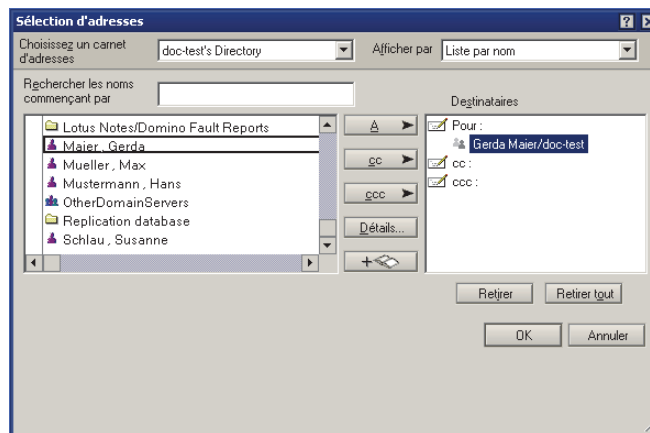 Sélection d'adresses
Choisissez un carnet d'adresses
doc-test's Directory
Afficher par
Liste par nom
Rechercher les noms commençant par
Destinataires
Lotus Notes/Domino Fault Reports
Maier , Gerda
Mueller , Max
Mustermann , Hans
OtherDomainServers
Replication database
Schlau , Susanne
A
cc
ccc
Détails...
+
Pour :
Gerda Maier/doc-test
cc :
ccc :
Retirer
Retirer tout
OK
Annuler